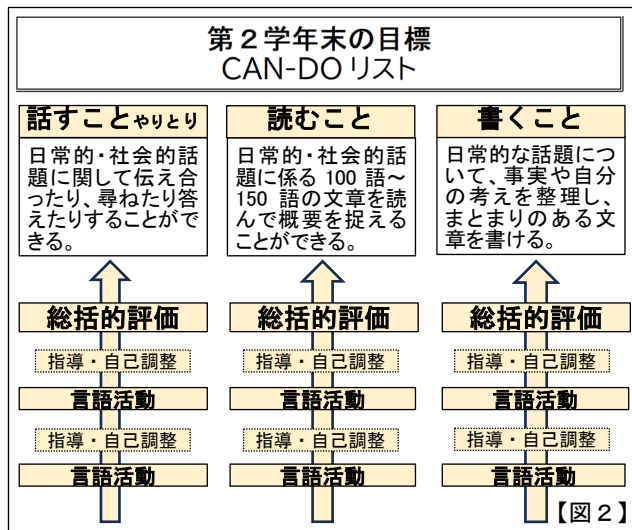 第２学年末の目標
CAN-DO リスト
話すことやりとり
日常的・社会的話
題に関して伝え合
ったり、尋ねたり
答えたりすることがで
きる。
読むこと
日常的・社会的話
題に係る 100 語～
150 語の文章を読
んで概要を捉える
ことができる。
書くこと
日常的な話題につ
いて、事実や自分
の考えを整理し、
まとまりのある文
章を書ける。
総括的評価
総括的評価
総括的評価
指導・自己調整
指導・自己調整
指導・自己調整
言語活動
言語活動
言語活動
指導・自己調整
指導・自己調整
指導・自己調整
言語活動
言語活動
言語活動
【図２】